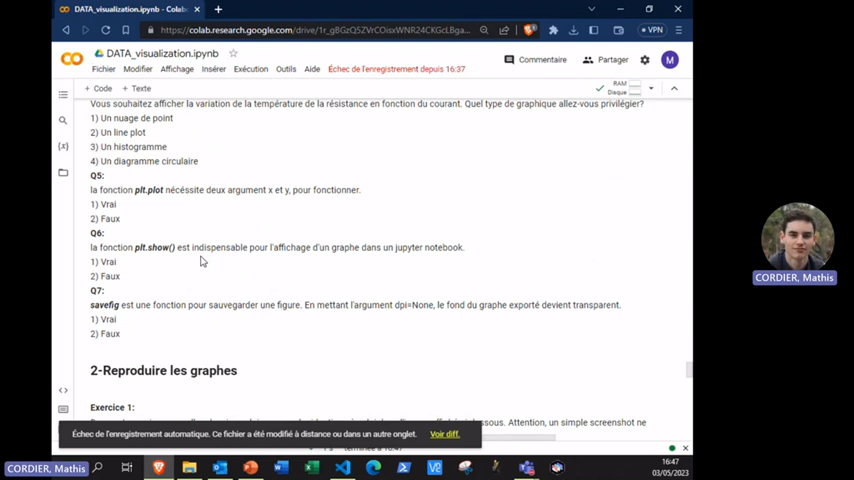 DATA_visualization.ipynb - Colab
https://colab.research.google.com/drive/1r_gBGzQ5ZVrCOisxWNR24CKGcLBga...
VPN
DATA_visualization.ipynb
Fichier Modifier Affichage Insérer Exécution Outils Aide Échec de l'enregistrement depuis 16:37
Commentaire Partager M
+ Code + Texte
RAM
Disque
Vous souhaitez afficher la variation de la température de la résistance en fonction du courant. Quel type de graphique allez-vous privilégier?
1) Un nuage de point
2) Un line plot
3) Un histogramme
4) Un diagramme circulaire
Q5:
la fonction plt.plot nécéssite deux argument x et y, pour fonctionner.
1) Vrai
2) Faux
Q6:
la fonction plt.show() est indispensable pour l'affichage d'un graphe dans un jupyter notebook.
1) Vrai
2) Faux
Q7:
savefig est une fonction pour sauvegarder une figure. En mettant l'argument dpi=None, le fond du graphe exporté devient transparent.
1) Vrai
2) Faux
2-Reproduire les graphes
Exercice 1:
dessous. Attention, un simple screenshot ne
Échec de l'enregistrement automatique. Ce fichier a été modifié à distance ou dans un autre onglet. Voir diff.
CORDIER, Mathis
CORDIER, Mathis
16:47
03/05/2023